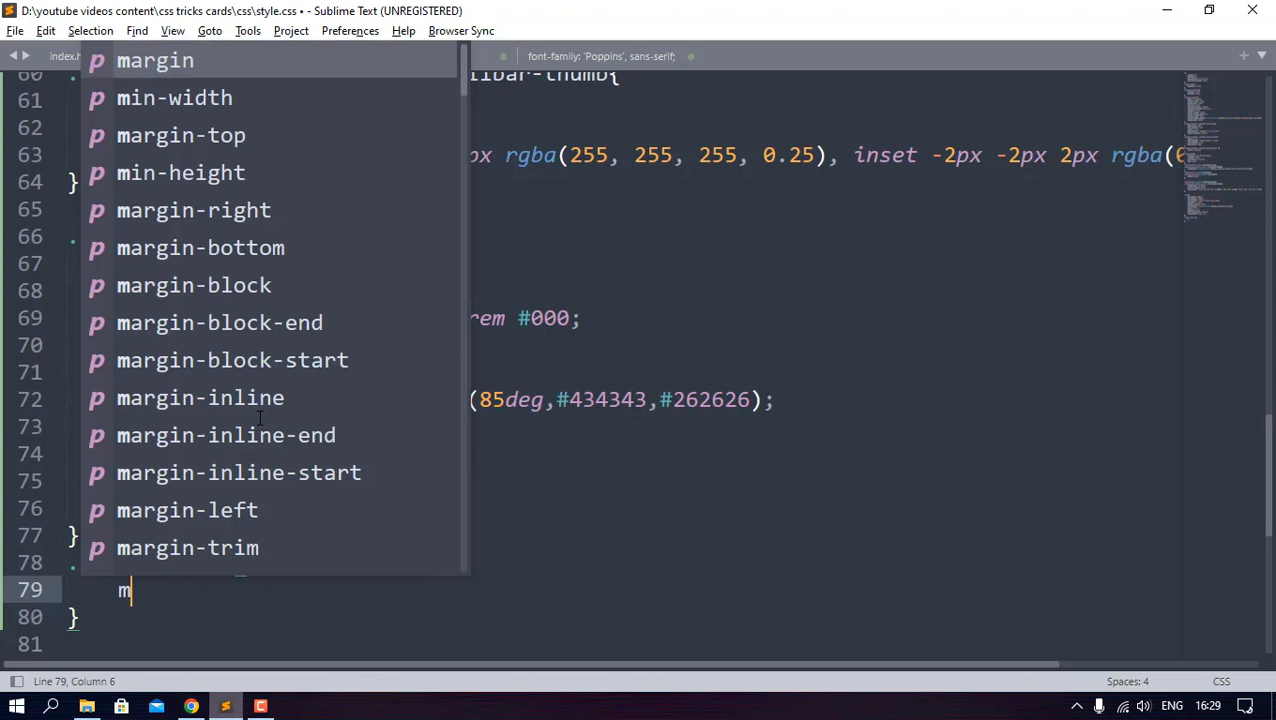 D:\youtube videos content\css tricks cards\css\style.css • - Sublime Text (UNREGISTERED)
File Edit Selection Find View Goto Tools Project Preferences Help Browser Sync
index.h font-family: 'Poppins', sans-serif;
60 . llbar-thumb{
61
62
63 px rgba(255, 255, 255, 0.25), inset -2px -2px 2px rgba(0
64 }
65
66 .
67
68
69 rem #000;
70
71
72 (85deg,#434343,#262626);
73
74
75
76
77 }
78 .
79 m
80 }
81
p margin
p min-width
p margin-top
p min-height
p margin-right
p margin-bottom
p margin-block
p margin-block-end
p margin-block-start
p margin-inline
p margin-inline-end
p margin-inline-start
p margin-left
p margin-trim
Line 79, Column 6 Spaces: 4 CSS
ENG 16:29